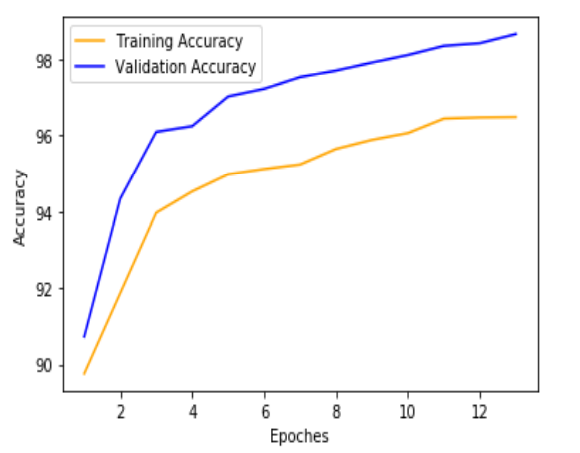 Training Accuracy
Validation Accuracy
98
96
94
92
90
Accuracy
2 4 6 8 10 12
Epoches